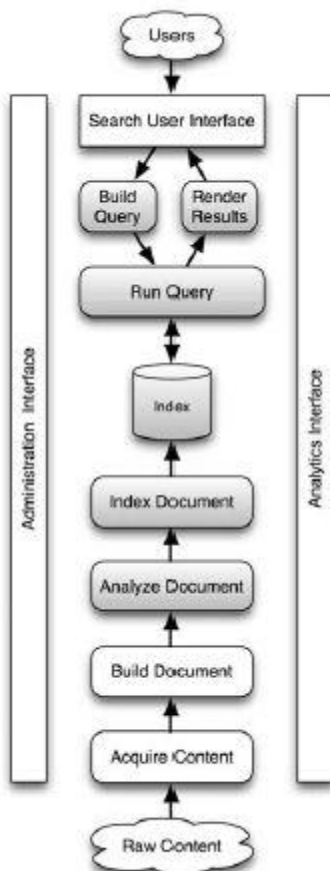 Users
Search User Interface
Build
Query
Render
Results
Run Query
Index
Index Document
Analyze Document
Build Document
Acquire Content
Raw Content
Administration Interface
Analytics Interface